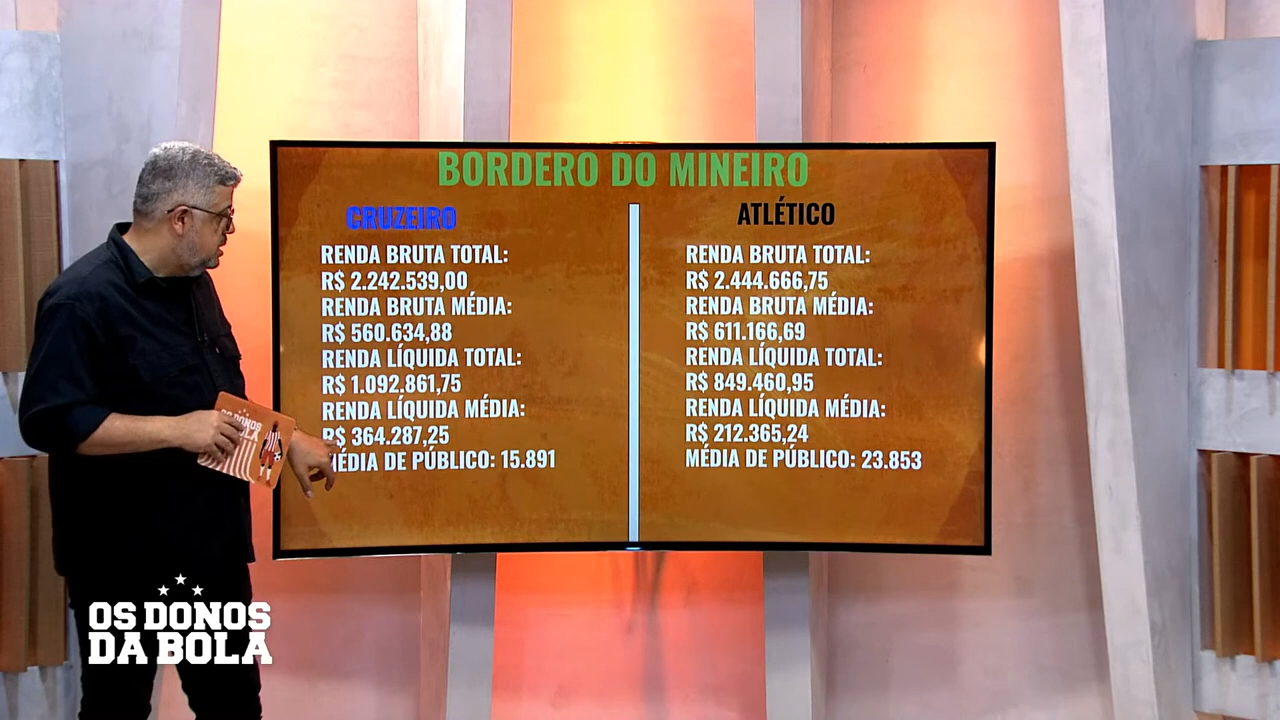 BORDERO DO MINEIRO
CRUZEIRO
RENDA BRUTA TOTAL:
R$ 2.242.539,00
RENDA BRUTA MÉDIA:
R$ 560.634,88
RENDA LÍQUIDA TOTAL:
R$ 1.092.861,75
RENDA LÍQUIDA MÉDIA:
R$ 364.287,25
MÉDIA DE PÚBLICO: 15.891
ATLÉTICO
RENDA BRUTA TOTAL:
R$ 2.444.666,75
RENDA BRUTA MÉDIA:
R$ 611.166,69
RENDA LÍQUIDA TOTAL:
R$ 849.460,95
RENDA LÍQUIDA MÉDIA:
R$ 212.365,24
MÉDIA DE PÚBLICO: 23.853
OS DONOS
BOLA
OS DONOS
DA BOLA